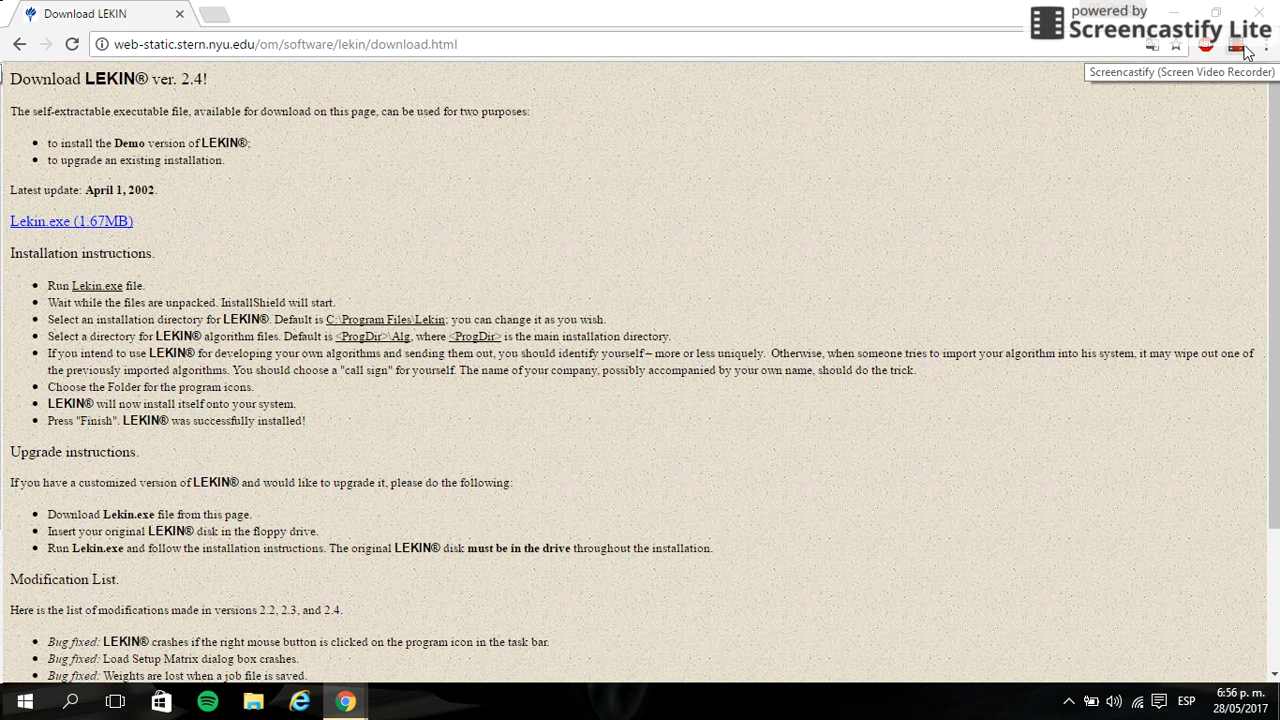 Download LEKIN
powered by
Screencastify Lite
web-static.stern.nyu.edu/om/software/lekin/download.html
Screencastify (Screen Video Recorder)
Download LEKIN® ver. 2.4!
The self-extractable executable file, available for download on this page, can be used for two purposes:
to install the Demo version of LEKIN®;
to upgrade an existing installation.
Latest update: April 1, 2002.
Lekin.exe (1.67MB)
Installation instructions.
Run Lekin.exe file.
Wait while the files are unpacked. InstallShield will start.
Select an installation directory for LEKIN®. Default is C:\Program Files\Lekin; you can change it as you wish.
Select a directory for LEKIN® algorithm files. Default is <ProgDir>\Alg, where <ProgDir> is the main installation directory.
If you intend to use LEKIN® for developing your own algorithms and sending them out, you should identify yourself – more or less uniquely. Otherwise, when someone tries to import your algorithm into his system, it may wipe out one of
the previously imported algorithms. You should choose a "call sign" for yourself. The name of your company, possibly accompanied by your own name, should do the trick.
Choose the Folder for the program icons.
LEKIN® will now install itself onto your system.
Press "Finish". LEKIN® was successfully installed!
Upgrade instructions.
If you have a customized version of LEKIN® and would like to upgrade it, please do the following:
Download Lekin.exe file from this page.
Insert your original LEKIN® disk in the floppy drive.
Run Lekin.exe and follow the installation instructions. The original LEKIN® disk must be in the drive throughout the installation.
Modification List.
Here is the list of modifications made in versions 2.2, 2.3, and 2.4.
Bug fixed: LEKIN® crashes if the right mouse button is clicked on the program icon in the task bar.
Bug fixed: Load Setup Matrix dialog box crashes.
Bug fixed: Weights are lost when a job file is saved.
ESP
6:56 p. m.
28/05/2017